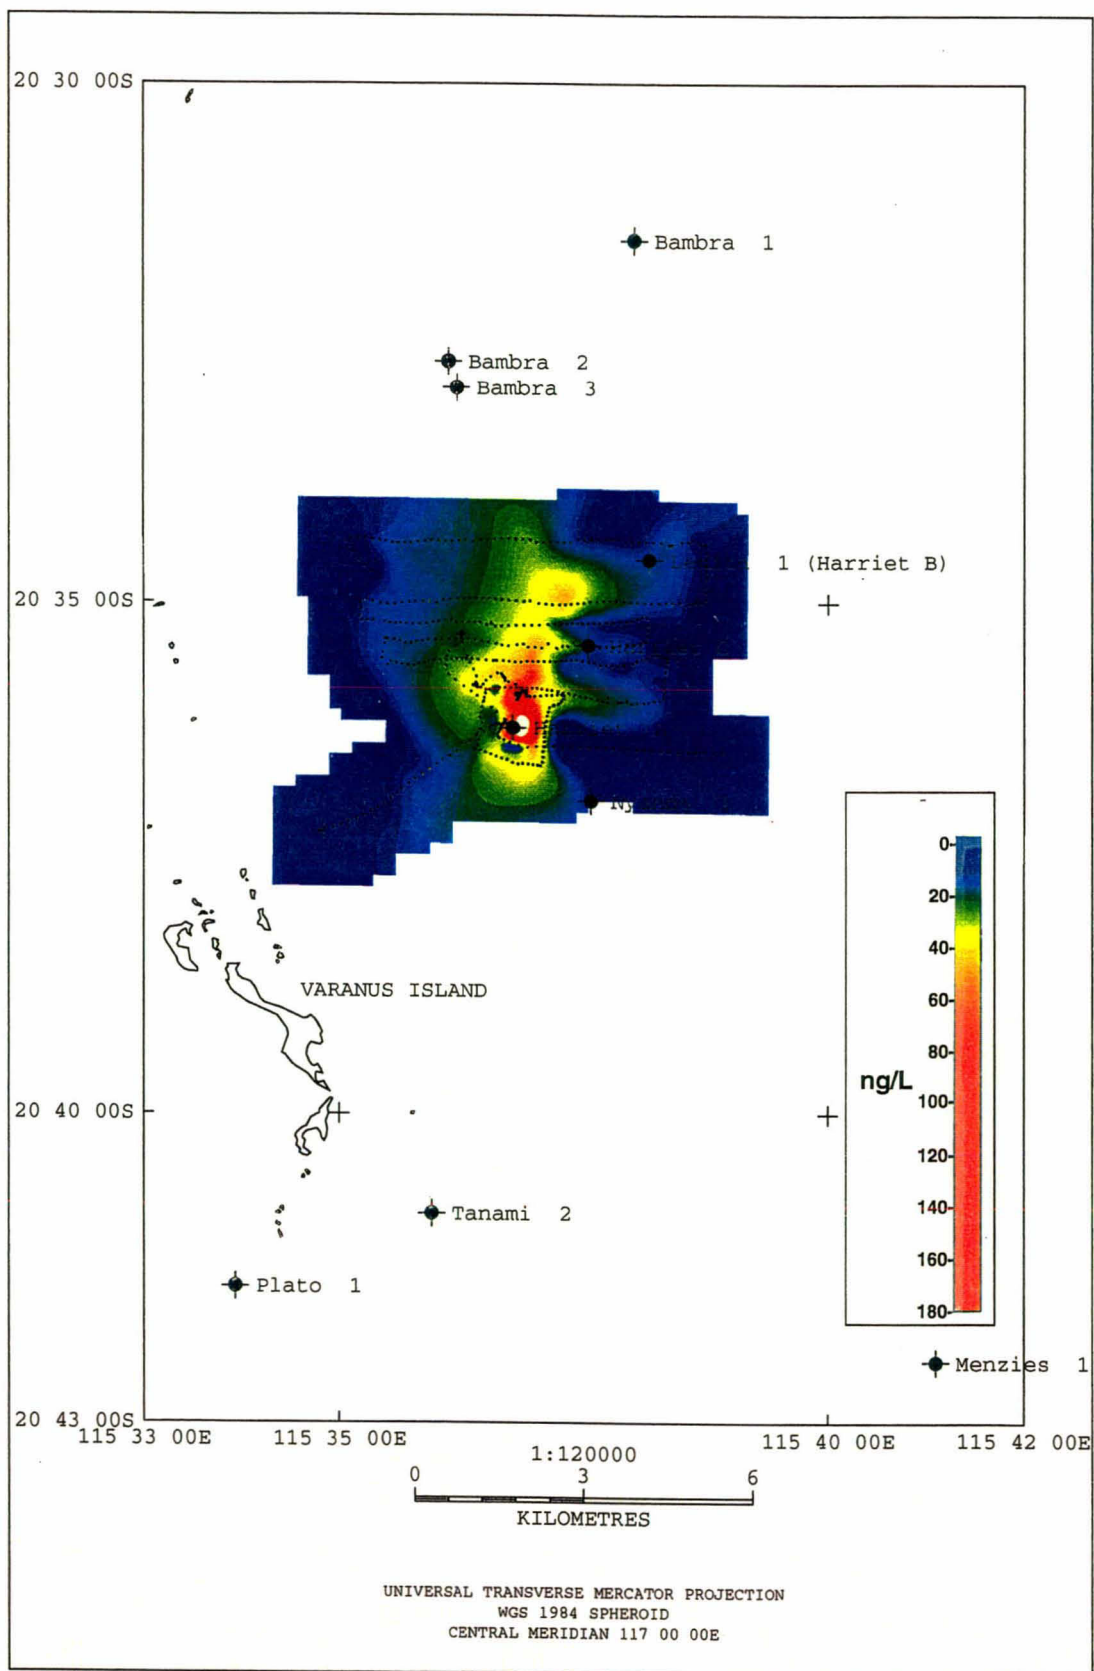 20 30 00S
Bambra 1
Bambra 2
Bambra 3
1 (Harriet B)
20 35 00S
0
20
40
60
80
ng/L
100
120
140
160
180
VARANUS ISLAND
20 40 00S
Tanami 2
Plato 1
Menzies 1
20 43 00S
115 33 00E
115 35 00E
115 40 00E
115 42 00E
1:120000
0 3 6
KILOMETRES
UNIVERSAL TRANSVERSE MERCATOR PROJECTION
WGS 1984 SPHEROID
CENTRAL MERIDIAN 117 00 00E